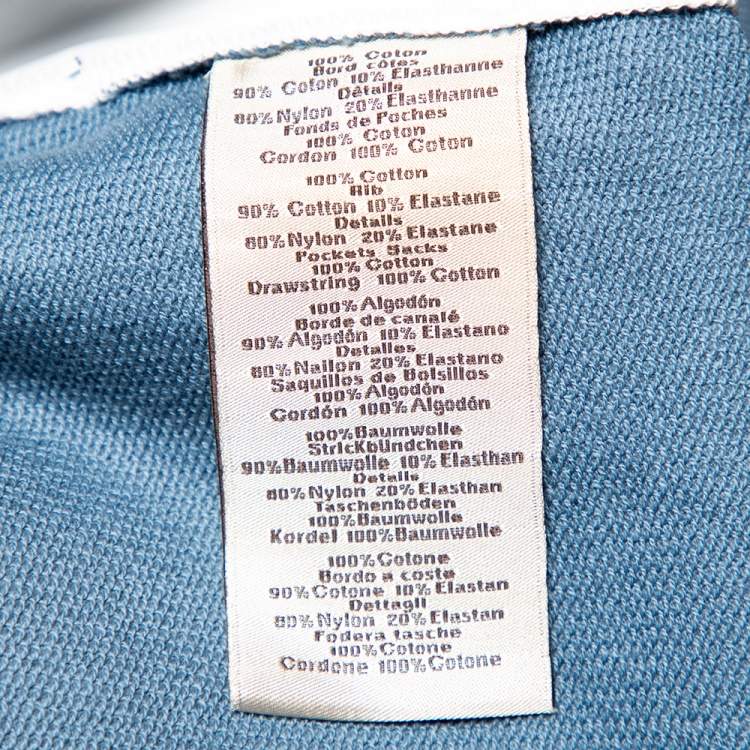 100% Coton
Bord côtes
90% Coton 10% Elasthanne
Détails
80% Nylon 20% Elasthanne
Fonds de Poches
100% Coton
Cordon 100% Coton
100% Cotton
Rib
90% Cotton 10% Elastane
Details
80% Nylon 20% Elastane
Pockets Sacks
100% Cotton
Drawstring 100% Cotton
100% Algodón
Borde de canalé
90% Algodón 10% Elastano
Detalles
80% Nailon 20% Elastano
Saquillos de Bolsillos
100% Algodón
Cordón 100% Algodón
100% Baumwolle
Strickbündchen
90% Baumwolle 10% Elasthan
Details
80% Nylon 20% Elasthan
Taschenböden
100% Baumwolle
Kordel 100% Baumwolle
100% Cotone
Bordo a coste
90% Cotone 10% Elastan
Dettagli
80% Nylon 20% Elastan
Fodera tasche
100% Cotone
Cordone 100% Cotone